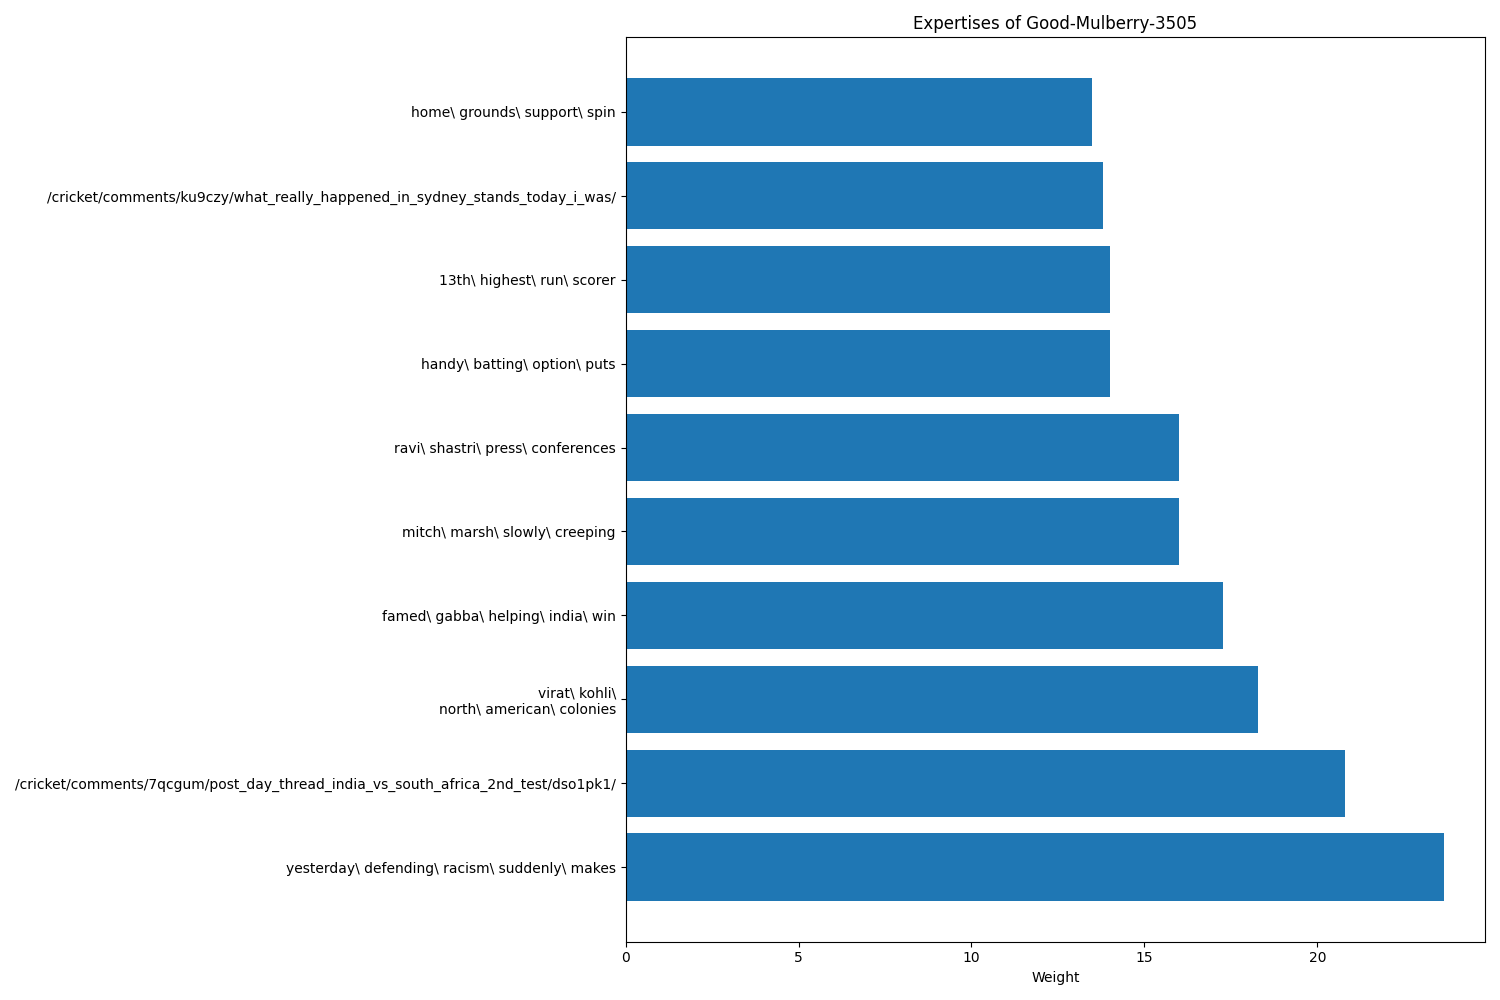 Expertises of Good-Mulberry-3505
home\ grounds\ support\ spin
/cricket/comments/ku9czy/what_really_happened_in_sydney_stands_today_i_was/
13th\ highest\ run\ scorer
handy\ batting\ option\ puts
ravi\ shastri\ press\ conferences
mitch\ marsh\ slowly\ creeping
famed\ gabba\ helping\ india\ win
virat\ kohli\
north\ american\ colonies
/cricket/comments/7qcgum/post_day_thread_india_vs_south_africa_2nd_test/dso1pk1/
yesterday\ defending\ racism\ suddenly\ makes
0 5 10 15 20
Weight